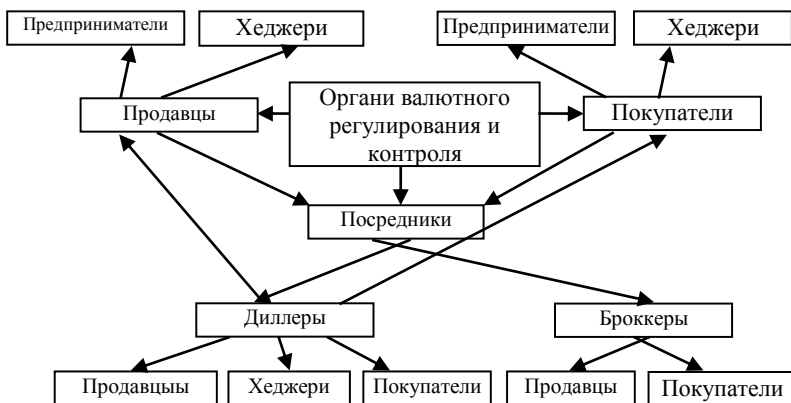 Предприниматели
Хеджери
Предприниматели
Хеджери
Продавцы
Органи валютного
регулирования и
контроля
Покупатели
Посредники
Диллеры
Броккеры
Продавцыы
Хеджери
Покупатели
Продавцы
Покупатели